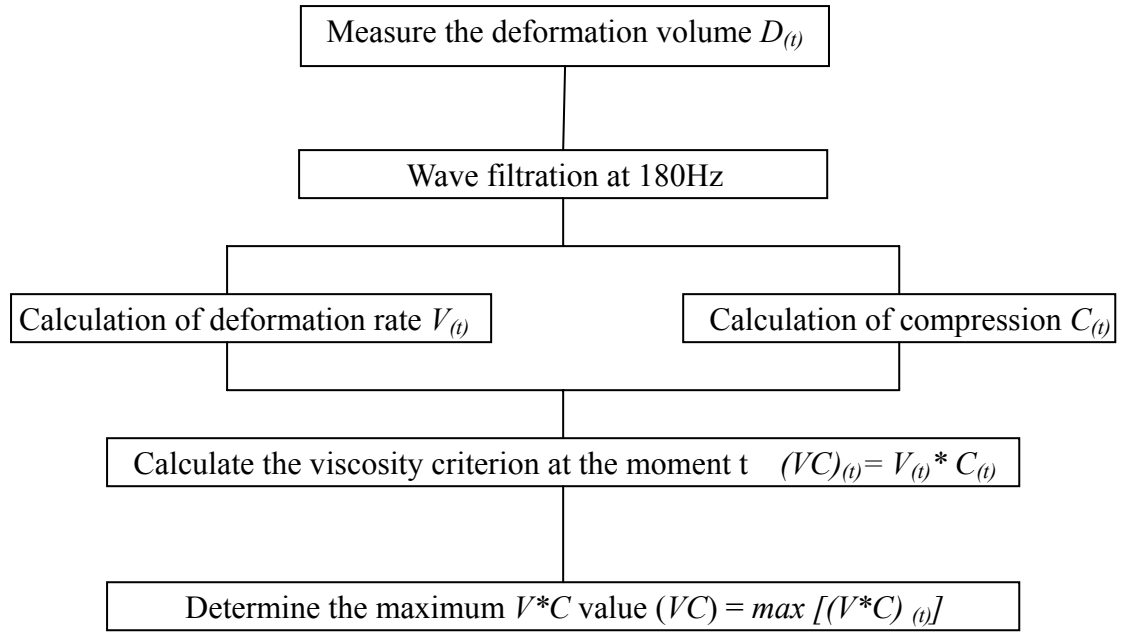 Measure the deformation volume D(t)
Wave filtration at 180Hz
Calculation of deformation rate V(t)
Calculation of compression C(t)
Calculate the viscosity criterion at the moment t (VC)(t)= V(t)* C(t)
Determine the maximum V*C value (VC) = max [(V*C) (t)]